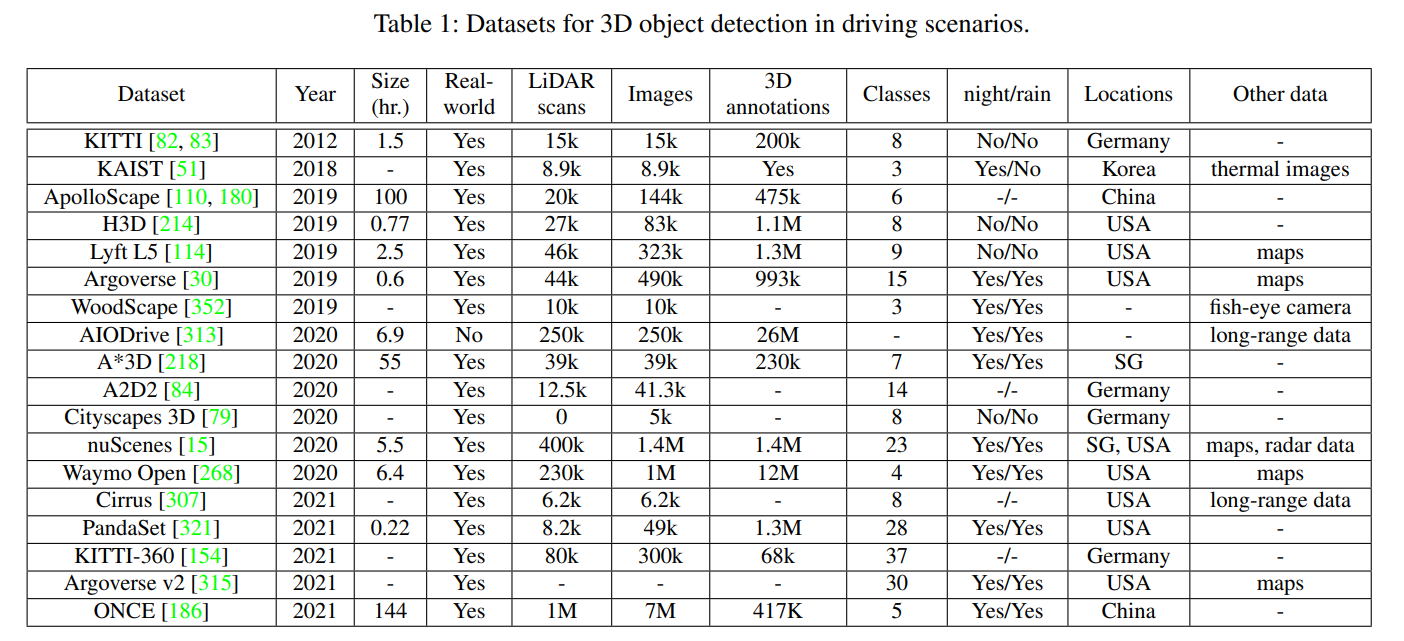 Table 1: Datasets for 3D object detection in driving scenarios.
Dataset Year Size (hr.) Real-world LiDAR scans Images 3D annotations Classes night/rain Locations Other data
KITTI [82, 83] 2012 1.5 Yes 15k 15k 200k 8 No/No Germany -
KAIST [51] 2018 - Yes 8.9k 8.9k Yes 3 Yes/No Korea thermal images
ApolloScape [110, 180] 2019 100 Yes 20k 144k 475k 6 -/- China -
H3D [214] 2019 0.77 Yes 27k 83k 1.1M 8 No/No USA -
Lyft L5 [114] 2019 2.5 Yes 46k 323k 1.3M 9 No/No USA maps
Argoverse [30] 2019 0.6 Yes 44k 490k 993k 15 Yes/Yes USA maps
WoodScape [352] 2019 - Yes 10k 10k - 3 Yes/Yes - fish-eye camera
AIODrive [313] 2020 6.9 No 250k 250k 26M - Yes/Yes - long-range data
A*3D [218] 2020 55 Yes 39k 39k 230k 7 Yes/Yes SG -
A2D2 [84] 2020 - Yes 12.5k 41.3k - 14 -/- Germany -
Cityscapes 3D [79] 2020 - Yes 0 5k - 8 No/No Germany -
nuScenes [15] 2020 5.5 Yes 400k 1.4M 1.4M 23 Yes/Yes SG, USA maps, radar data
Waymo Open [268] 2020 6.4 Yes 230k 1M 12M 4 Yes/Yes USA maps
Cirrus [307] 2021 - Yes 6.2k 6.2k - 8 -/- USA long-range data
PandaSet [321] 2021 0.22 Yes 8.2k 49k 1.3M 28 Yes/Yes USA -
KITTI-360 [154] 2021 - Yes 80k 300k 68k 37 -/- Germany -
Argoverse v2 [315] 2021 - Yes - - - 30 Yes/Yes USA maps
ONCE [186] 2021 144 Yes 1M 7M 417K 5 Yes/Yes China -